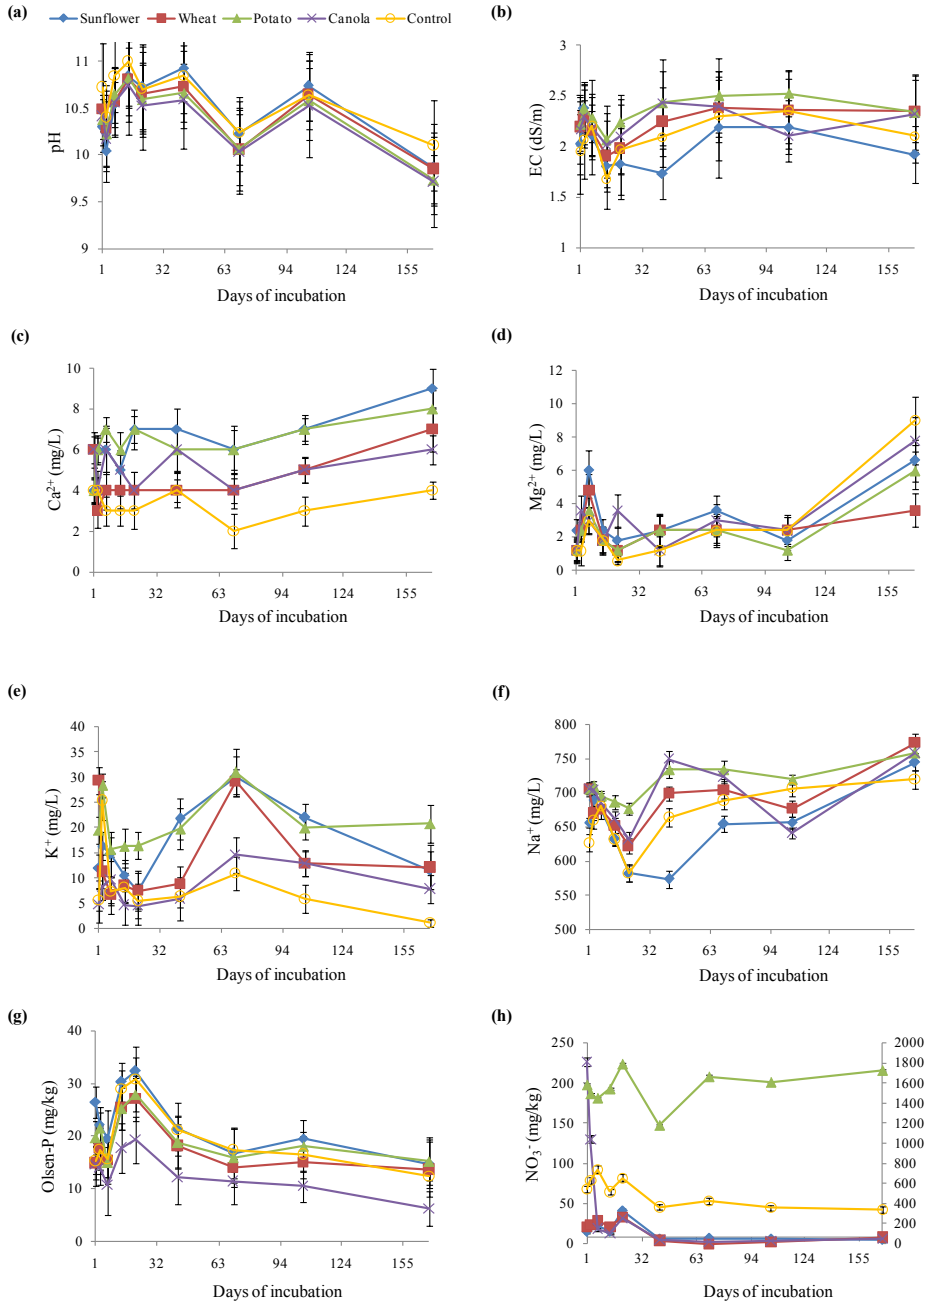 (a) (b)
Sunflower Wheat Potato Canola Control
11
10.5
10
9.5
9
pH
1 32 63 94 124 155
Days of incubation
3
2.5
2
1.5
1
EC (dS/m)
1 32 63 94 124 155
Days of incubation
(c) (d)
10
8
6
4
2
0
Ca2+ (mg/L)
1 32 63 94 124 155
Days of incubation
12
10
8
6
4
2
0
Mg2+ (mg/L)
1 32 63 94 124 155
Days of incubation
(e) (f)
40
35
30
25
20
15
10
5
0
K+ (mg/L)
1 32 63 94 124 155
Days of incubation
800
750
700
650
600
550
500
Na+ (mg/L)
1 32 63 94 124 155
Days of incubation
(g) (h)
40
30
20
10
0
Olsen-P (mg/kg)
1 32 63 94 124 155
Days of incubation
250
200
150
100
50
0
NO3- (mg/kg)
2000
1800
1600
1400
1200
1000
800
600
400
200
0
1 32 63 94 124 155
Days of incubation